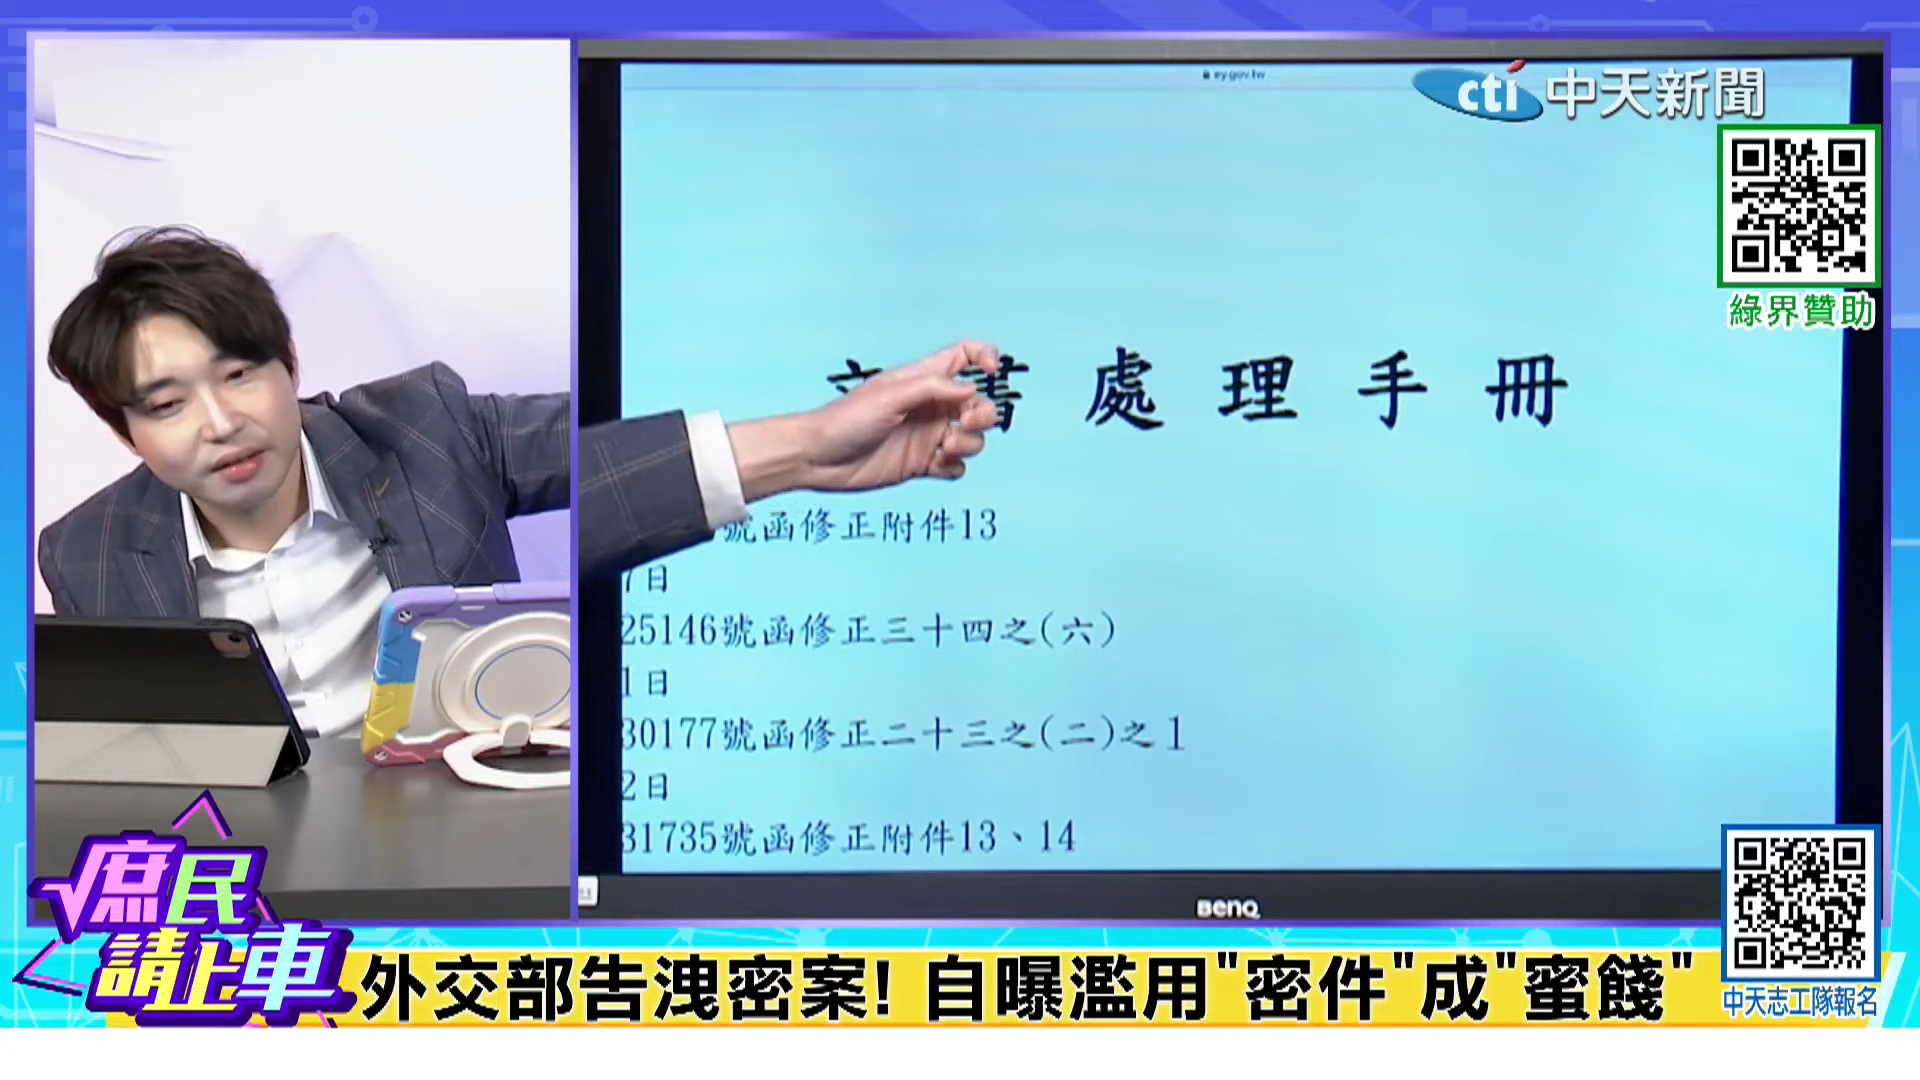 ey.gov.tw
cti 中天新聞
綠界贊助
文書處理手冊
號函修正附件13
7日
25146號函修正三十四之(六)
1日
30177號函修正二十三之(二)之1
2日
31735號函修正附件13、14
BenQ
庶民
請上車
外交部告洩密案! 自曝濫用"密件"成"蜜餞"
中天志工隊報名